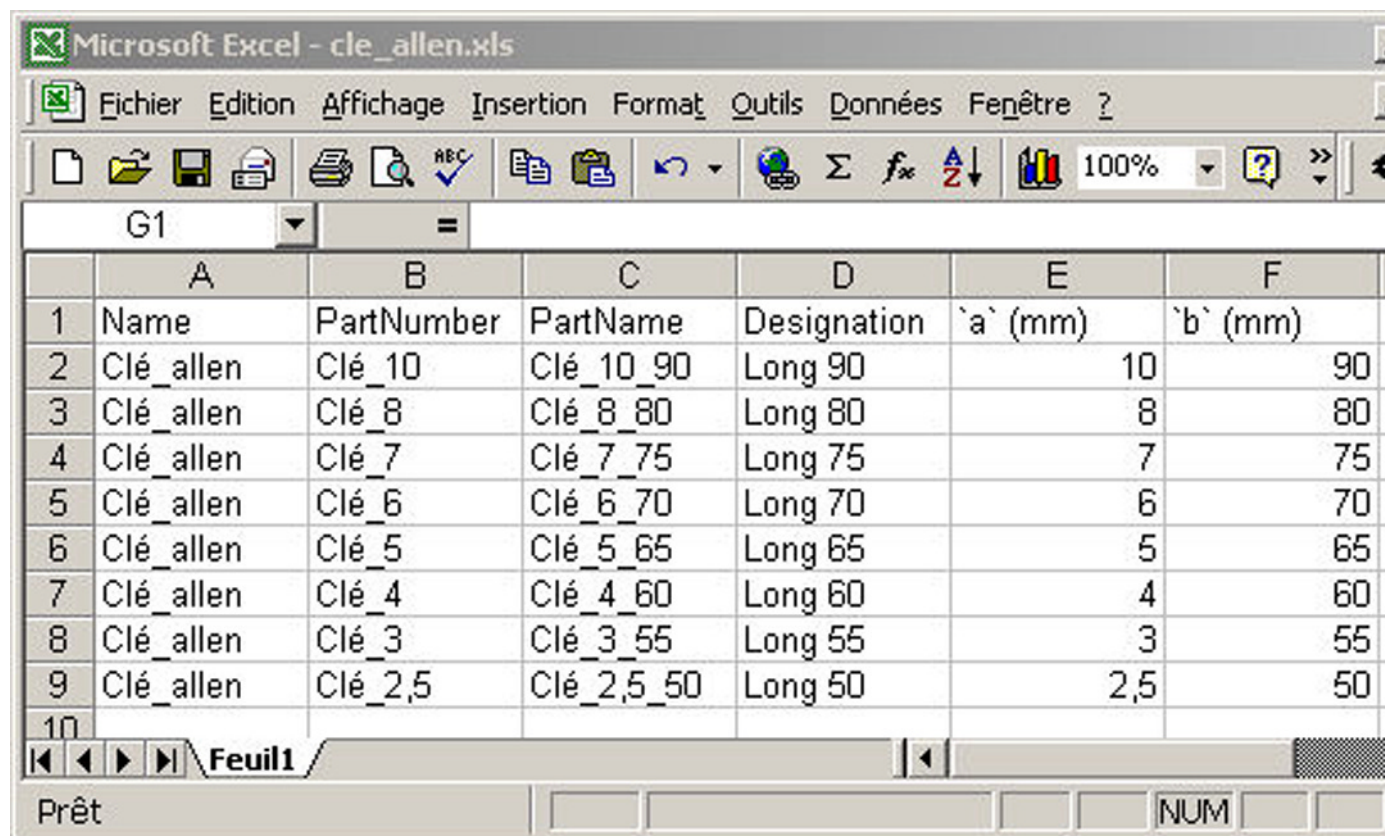 Microsoft Excel - cle_allen.xls
Fichier Edition Affichage Insertion Format Outils Données Fenêtre ?
ABC Σ fx A Z 100% ? »
G1 =
A B C D E F
1 Name PartNumber PartName Designation `a` (mm) `b` (mm)
2 Clé_allen Clé_10 Clé_10_90 Long 90 10 90
3 Clé_allen Clé_8 Clé_8_80 Long 80 8 80
4 Clé_allen Clé_7 Clé_7_75 Long 75 7 75
5 Clé_allen Clé_6 Clé_6_70 Long 70 6 70
6 Clé_allen Clé_5 Clé_5_65 Long 65 5 65
7 Clé_allen Clé_4 Clé_4_60 Long 60 4 60
8 Clé_allen Clé_3 Clé_3_55 Long 55 3 55
9 Clé_allen Clé_2,5 Clé_2,5_50 Long 50 2,5 50
10
Feuil1
Prêt NUM